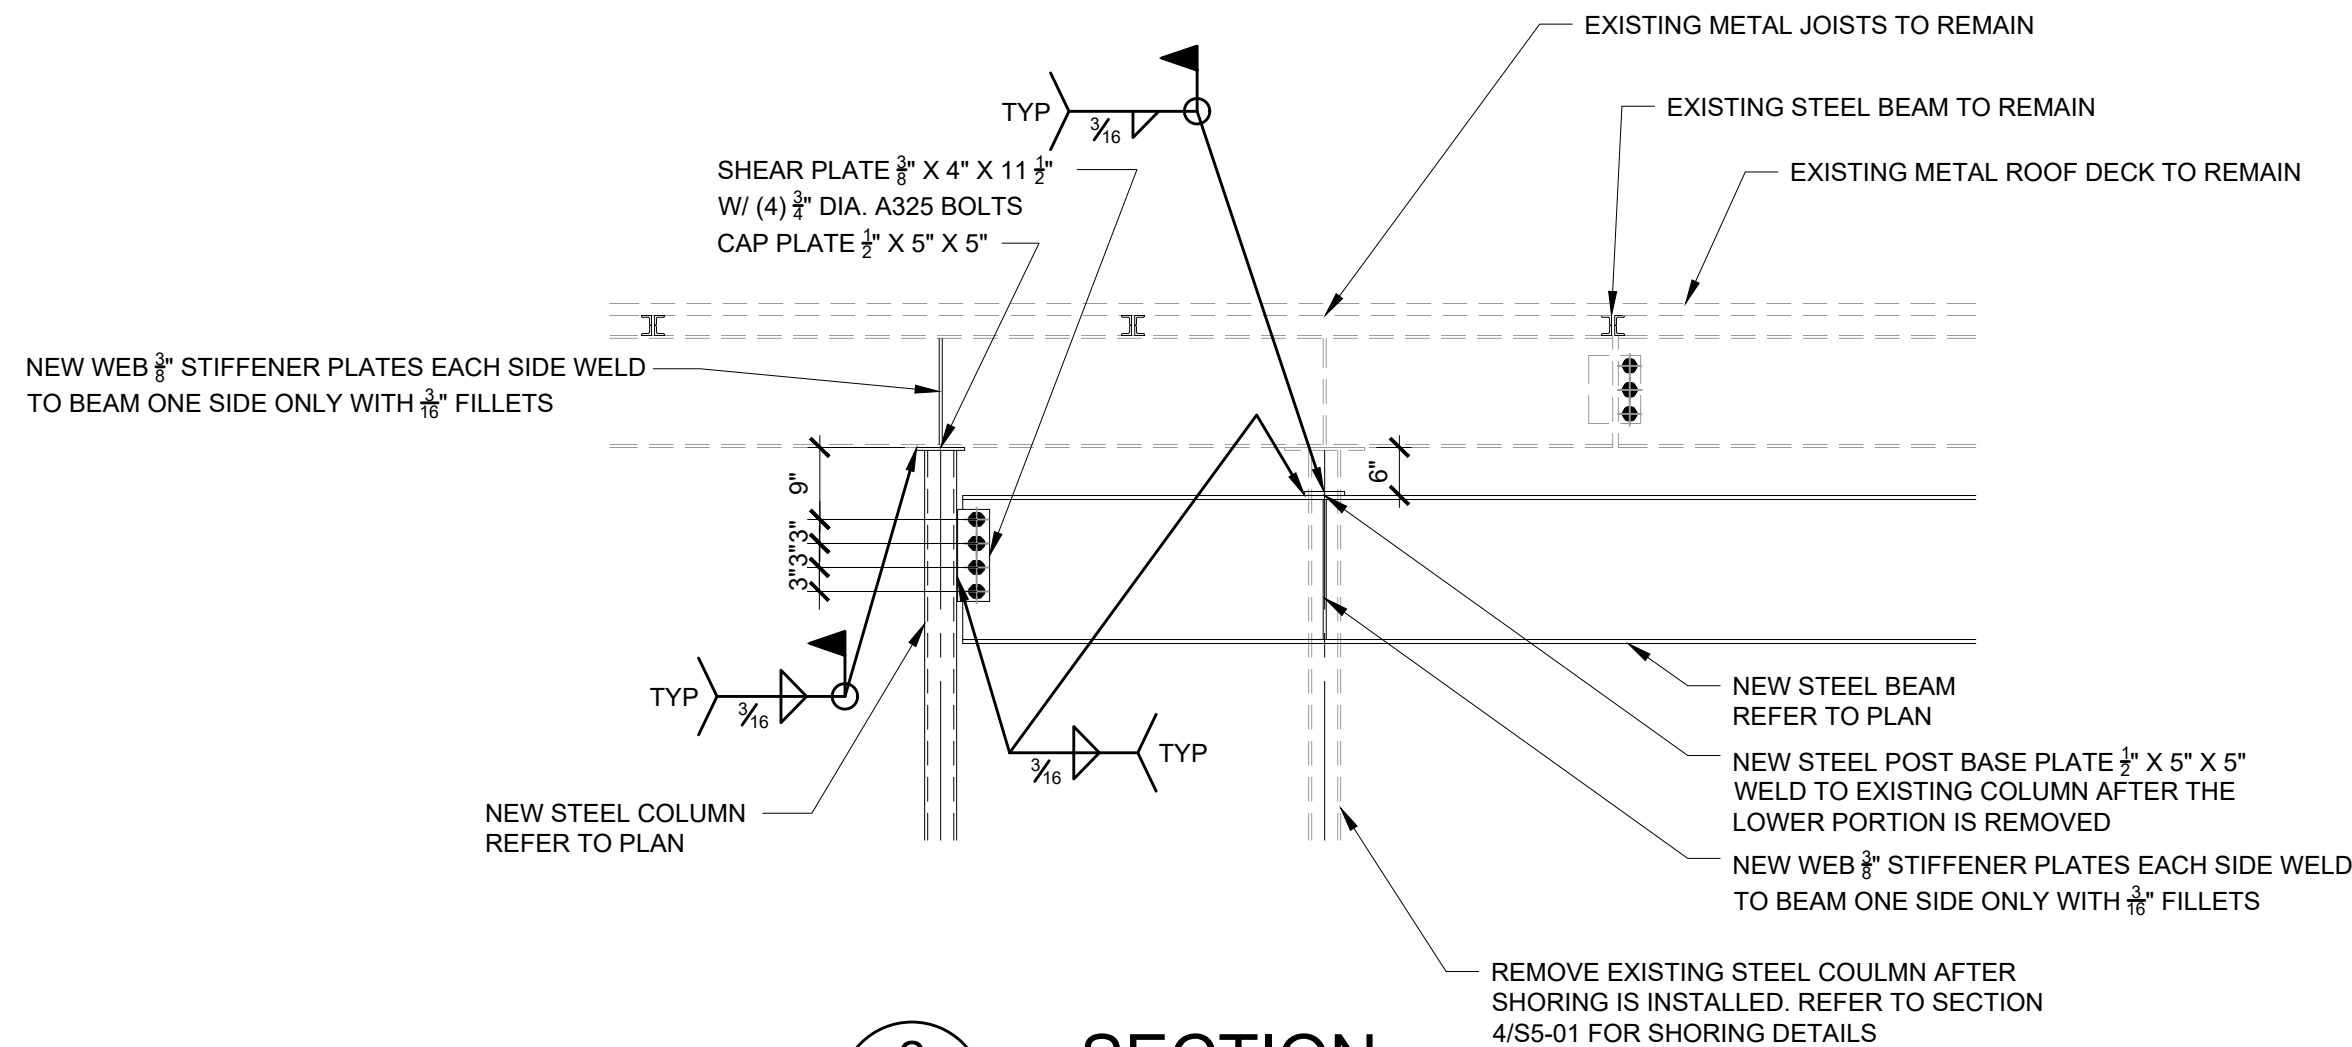 EXISTING METAL JOISTS TO REMAIN
EXISTING STEEL BEAM TO REMAIN
EXISTING METAL ROOF DECK TO REMAIN
TYP
3/16
SHEAR PLATE 3/8" X 4" X 11 1/2"
W/ (4) 3/4" DIA. A325 BOLTS
CAP PLATE 1/2" X 5" X 5"
NEW WEB 3/8" STIFFENER PLATES EACH SIDE WELD
TO BEAM ONE SIDE ONLY WITH 3/16" FILLETS
9"
3"
3"
3"
6"
TYP
3/16
3/16
TYP
NEW STEEL COLUMN
REFER TO PLAN
NEW STEEL BEAM
REFER TO PLAN
NEW STEEL POST BASE PLATE 1/2" X 5" X 5"
WELD TO EXISTING COLUMN AFTER THE
LOWER PORTION IS REMOVED
NEW WEB 3/8" STIFFENER PLATES EACH SIDE WELD
TO BEAM ONE SIDE ONLY WITH 3/16" FILLETS
REMOVE EXISTING STEEL COULMN AFTER
SHORING IS INSTALLED. REFER TO SECTION
4/S5-01 FOR SHORING DETAILS
SECTION